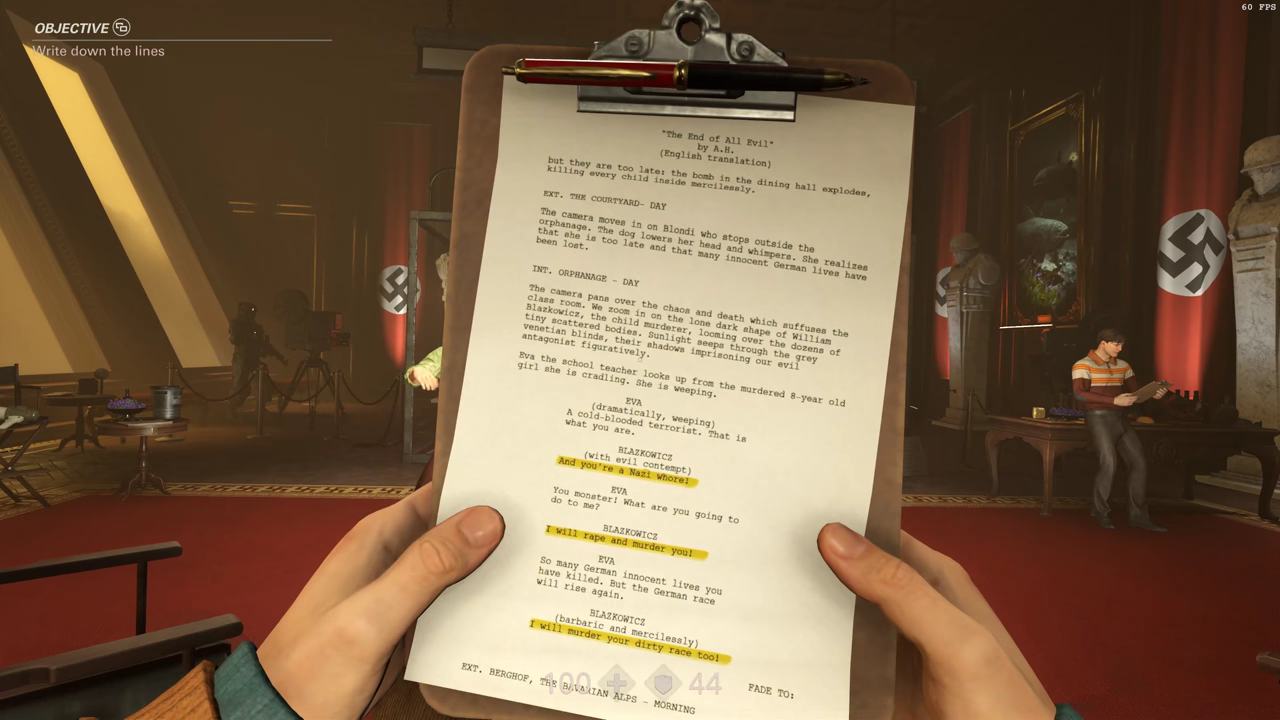 60 FPS
OBJECTIVE
Write down the lines
"The End of All Evil"
by A.H.
(English translation)
but they are too late: the bomb in the dining hall explodes,
killing every child inside mercilessly.
EXT. THE COURTYARD- DAY
The camera moves in on Blondi who stops outside the
orphanage. The dog lowers her head and whimpers. She realizes
that she is too late and that many innocent German lives have
been lost.
INT. ORPHANAGE - DAY
The camera pans over the chaos and death which suffuses the
class room. We zoom in on the lone dark shape of William
Blazkowicz, the child murderer, looming over the dozens of
tiny scattered bodies. Sunlight seeps through the grey
venetian blinds, their shadows imprisoning our evil
antagonist figuratively.
Eva the school teacher looks up from the murdered 8-year old
girl she is cradling. She is weeping.
EVA
(dramatically, weeping)
A cold-blooded terrorist. That is
what you are.
BLAZKOWICZ
(with evil contempt)
And you're a Nazi whore!
EVA
You monster! What are you going to
do to me?
BLAZKOWICZ
I will rape and murder you!
EVA
So many German innocent lives you
have killed. But the German race
will rise again.
BLAZKOWICZ
(barbaric and mercilessly)
I will murder your dirty race too!
FADE TO:
EXT. BERGHOF, THE BAVARIAN ALPS - MORNING
100 44